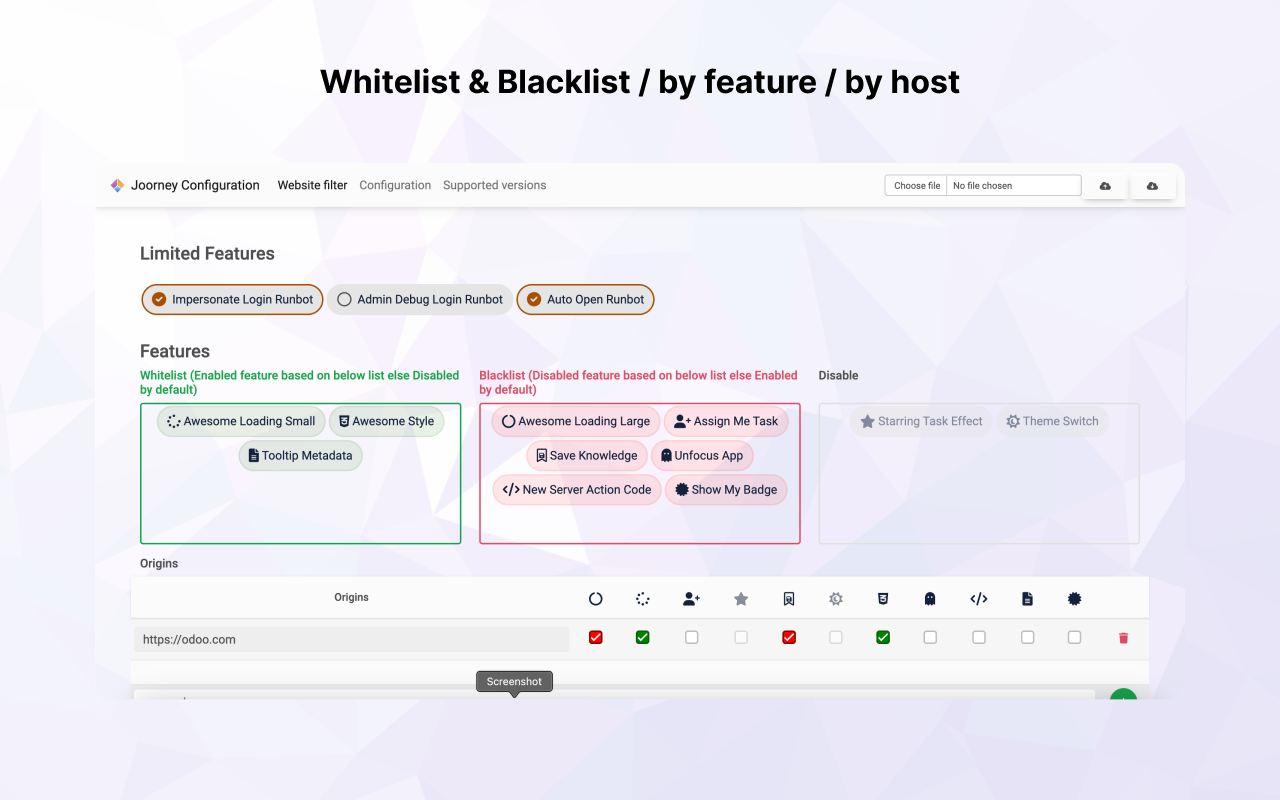 Whitelist & Blacklist / by feature / by host
Joorney Configuration Website filter Configuration Supported versions Choose file No file chosen
Limited Features
Impersonate Login Runbot Admin Debug Login Runbot Auto Open Runbot
Features
Whitelist (Enabled feature based on below list else Disabled
by default)
Blacklist (Disabled feature based on below list else Enabled
by default)
Disable
Awesome Loading Small Awesome Style
Tooltip Metadata
Awesome Loading Large Assign Me Task
Save Knowledge Unfocus App
New Server Action Code Show My Badge
Starring Task Effect Theme Switch
Origins
Origins
https://odoo.com
Screenshot